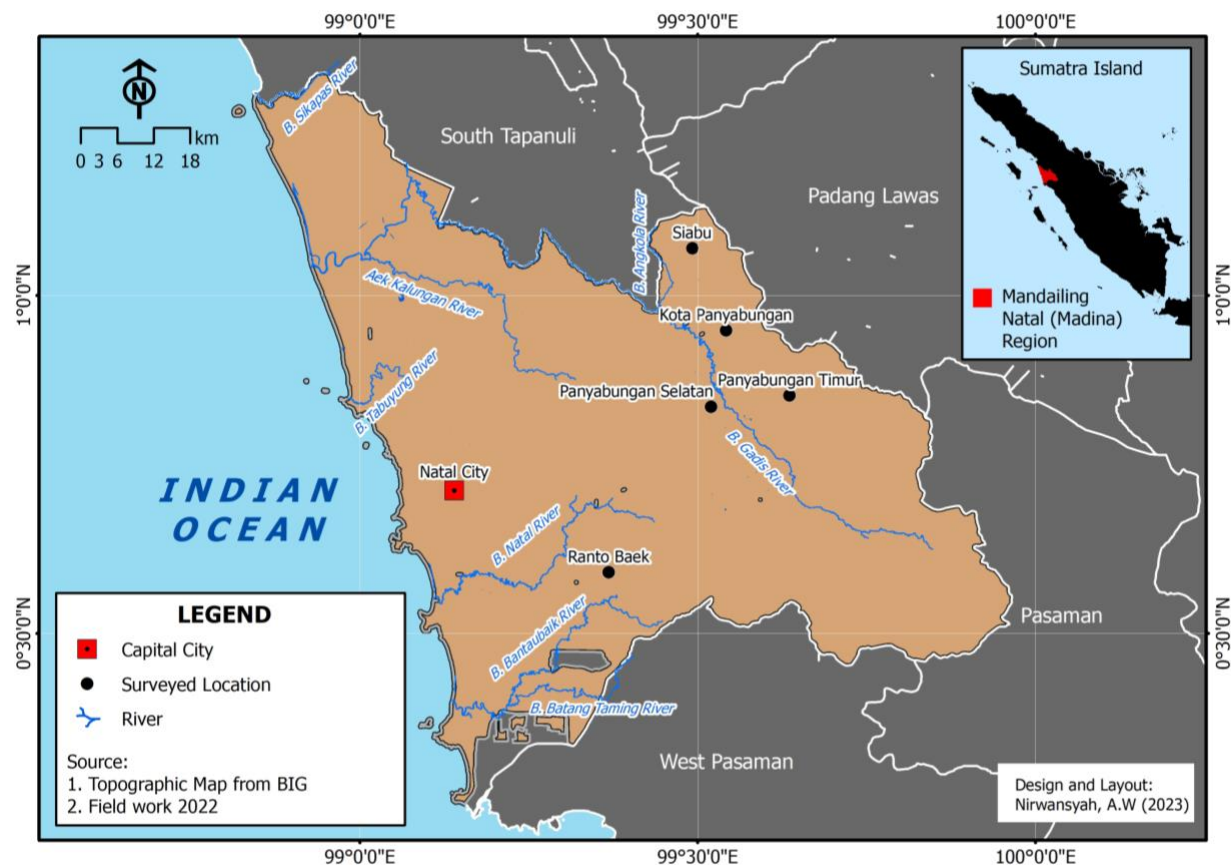 99°0'0"E
99°30'0"E
100°0'0"E
N
km
0 3 6 12 18
B. Sikapas River
South Tapanuli
Sumatra Island
Padang Lawas
B. Angkola River
Siabu
1°0'0"N
1°0'0"N
Aek Kalungan River
Kota Panyabungan
Mandailing
Natal (Madina)
Region
B. Tabuyung River
Panyabungan Selatan
Panyabungan Timur
B. Gadis River
Natal City
INDIAN
OCEAN
B. Natal River
Ranto Baek
B. Bantaubaik River
Pasaman
0°30'0"N
0°30'0"N
B. Batang Taming River
West Pasaman
LEGEND
Capital City
Surveyed Location
River
Source:
1. Topographic Map from BIG
2. Field work 2022
Design and Layout:
Nirwansyah, A.W (2023)
99°0'0"E
99°30'0"E
100°0'0"E